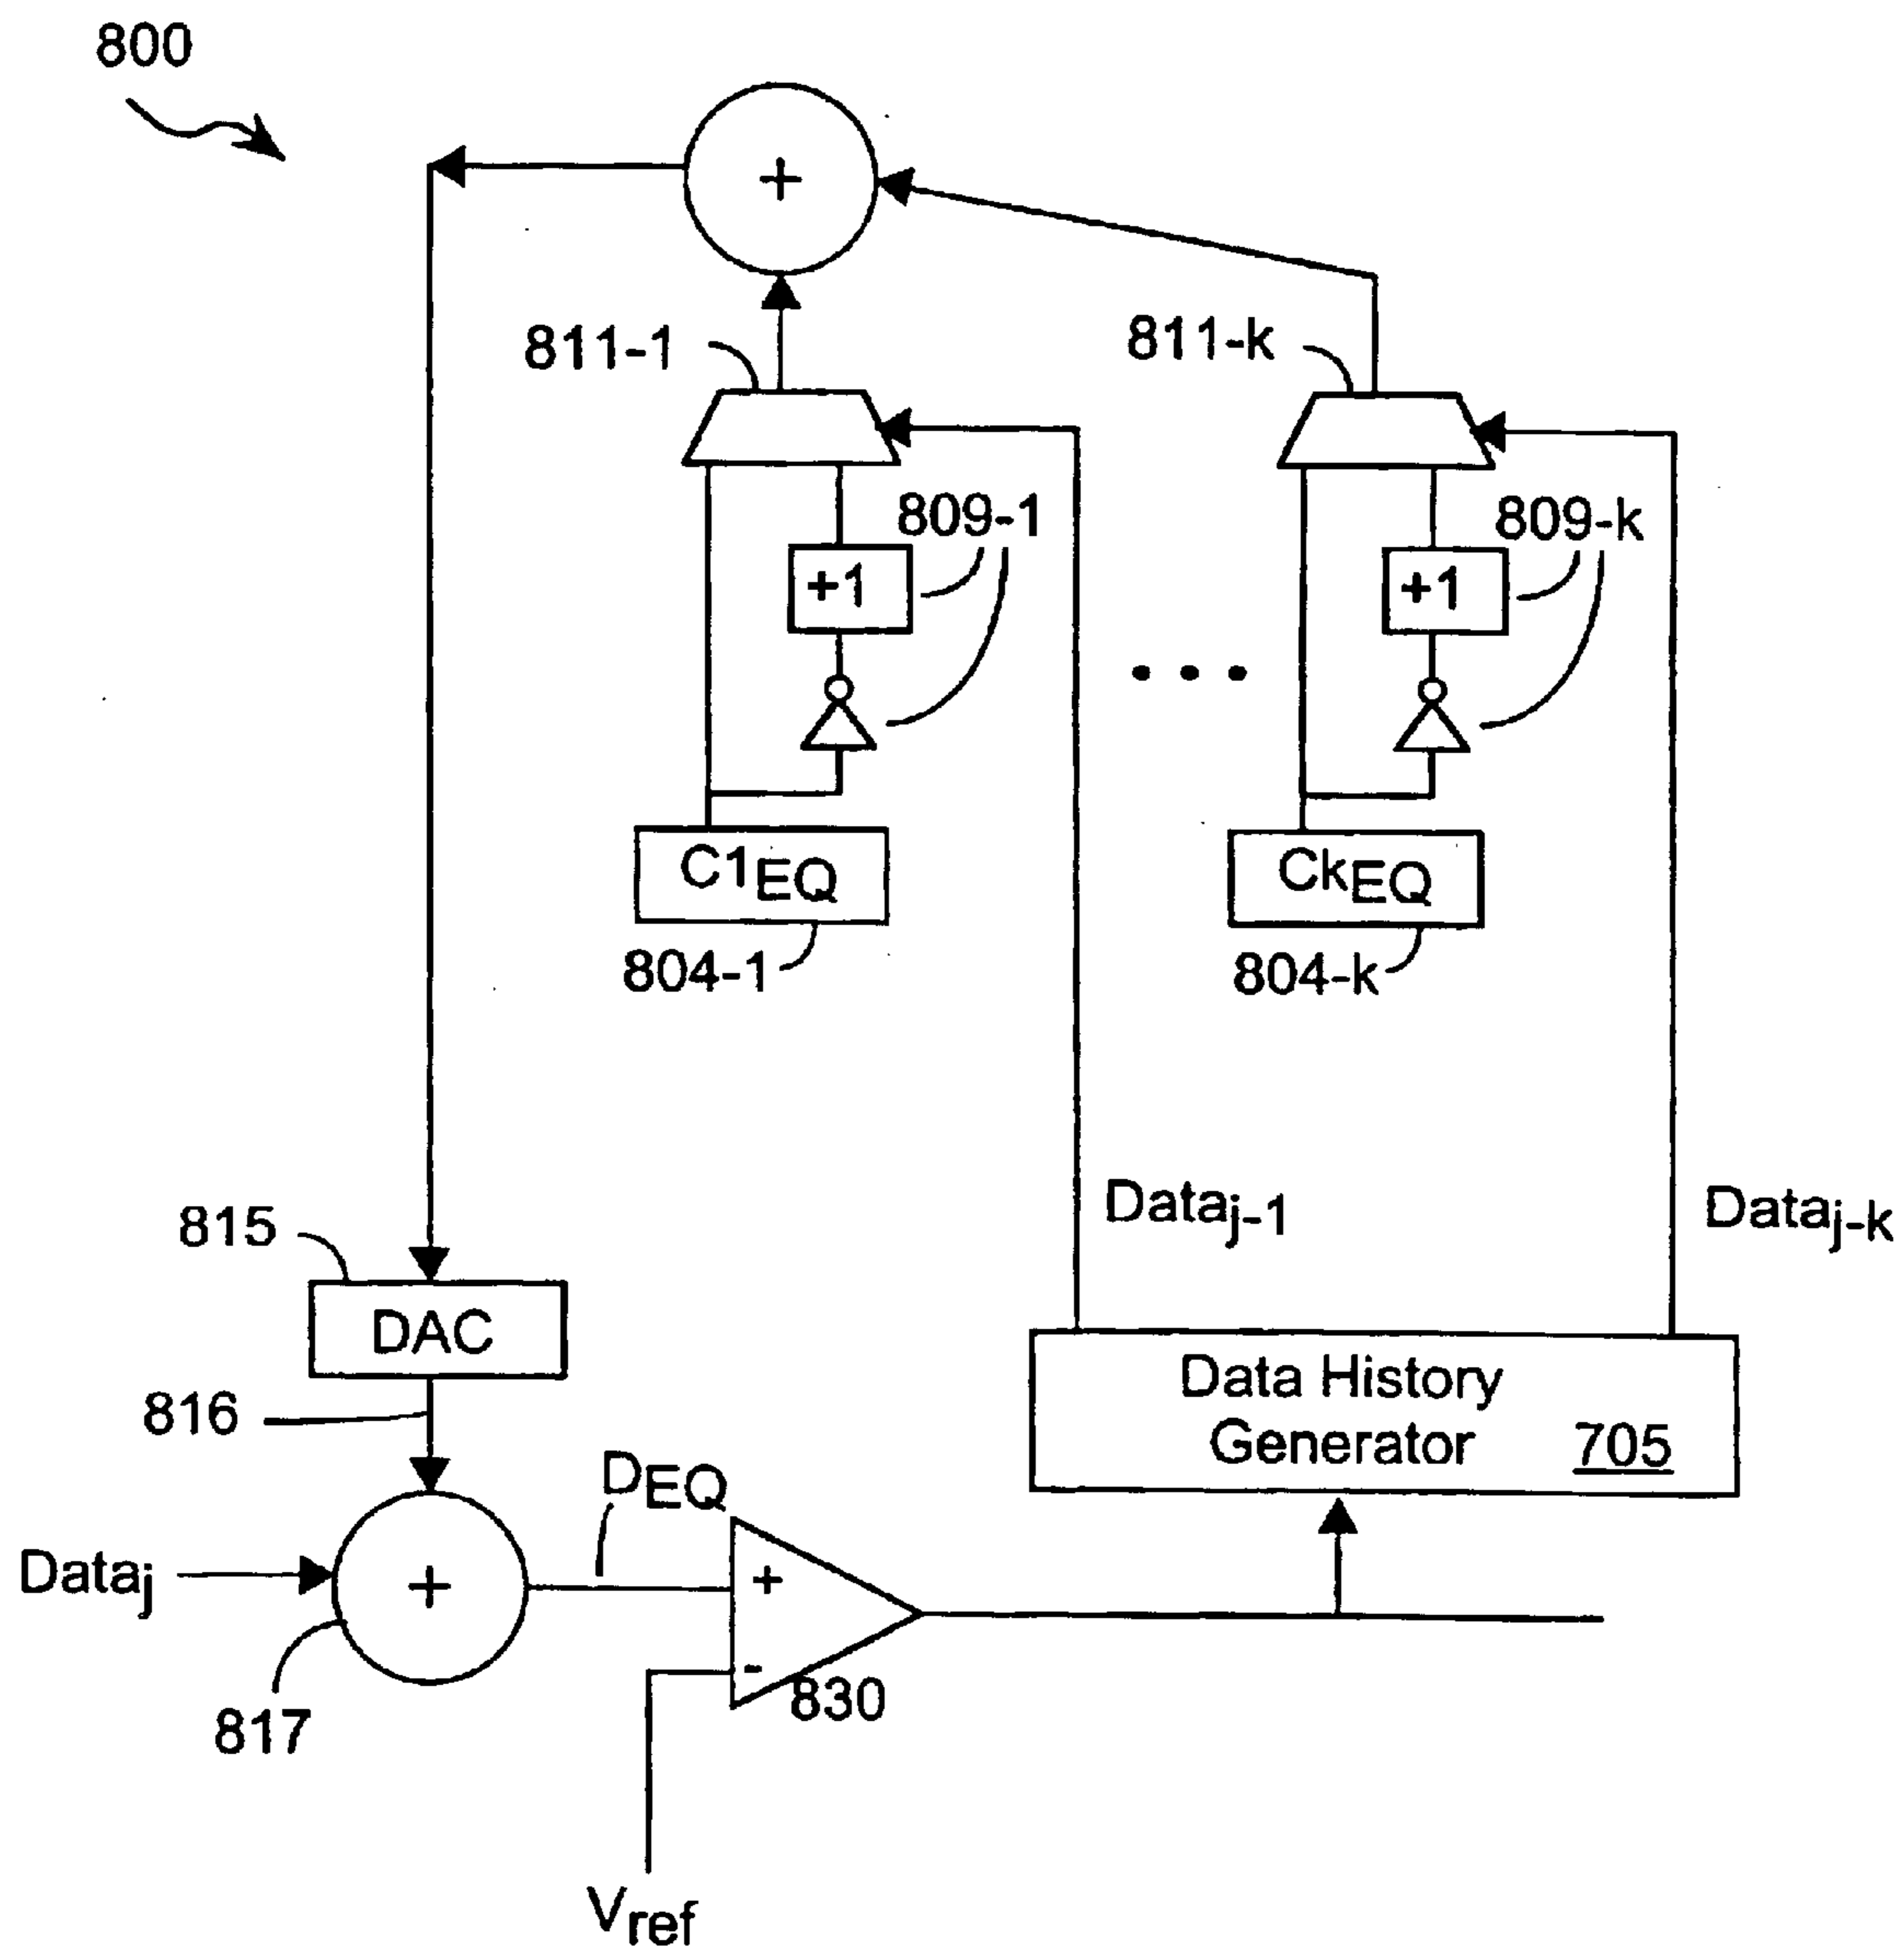 800
+
811-1
811-k
809-1
809-k
+1
+1
C1EQ
CkEQ
804-1
804-k
Dataj-1
Dataj-k
815
DAC
Data History
Generator 705
816
DEQ
Dataj
+
+
-
830
817
Vref